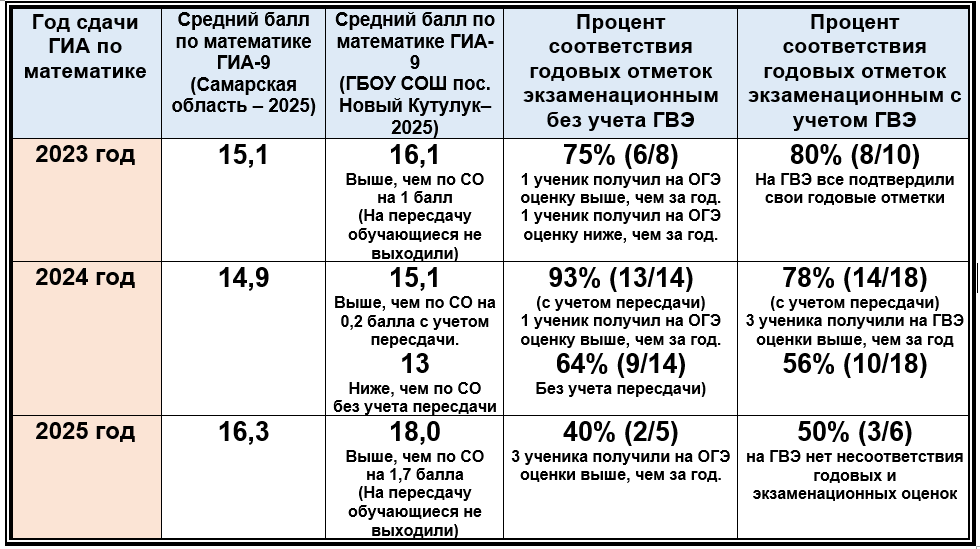 Год сдачи
ГИА по
математике
Средний балл
по математике
ГИА-9
(Самарская
область – 2025)
Средний балл по
математике ГИА-
9
(ГБОУ СОШ пос.
Новый Кутулук–
2025)
Процент
соответствия
годовых отметок
экзаменационным
без учета ГВЭ
Процент
соответствия
годовых отметок
экзаменационным с
учетом ГВЭ
2023 год
15,1
16,1
Выше, чем по СО
на 1 балл
(На пересдачу
обучающиеся не
выходили)
75% (6/8)
1 ученик получил на ОГЭ
оценку выше, чем за год.
1 ученик получил на ОГЭ
оценку ниже, чем за год.
80% (8/10)
На ГВЭ все подтвердили
свои годовые отметки
2024 год
14,9
15,1
Выше, чем по СО на
0,2 балла с учетом
пересдачи.
13
Ниже, чем по СО
без учета пересдачи
93% (13/14)
(с учетом пересдачи)
1 ученик получил на ОГЭ
оценку выше, чем за год.
64% (9/14)
Без учета пересдачи)
78% (14/18)
(с учетом пересдачи)
3 ученика получили на ГВЭ
оценки выше, чем за год
56% (10/18)
2025 год
16,3
18,0
Выше, чем по СО
на 1,7 балла
(На пересдачу
обучающиеся не
выходили)
40% (2/5)
3 ученика получили на ОГЭ
оценки выше, чем за год.
50% (3/6)
на ГВЭ нет несоответствия
годовых и
экзаменационных оценок